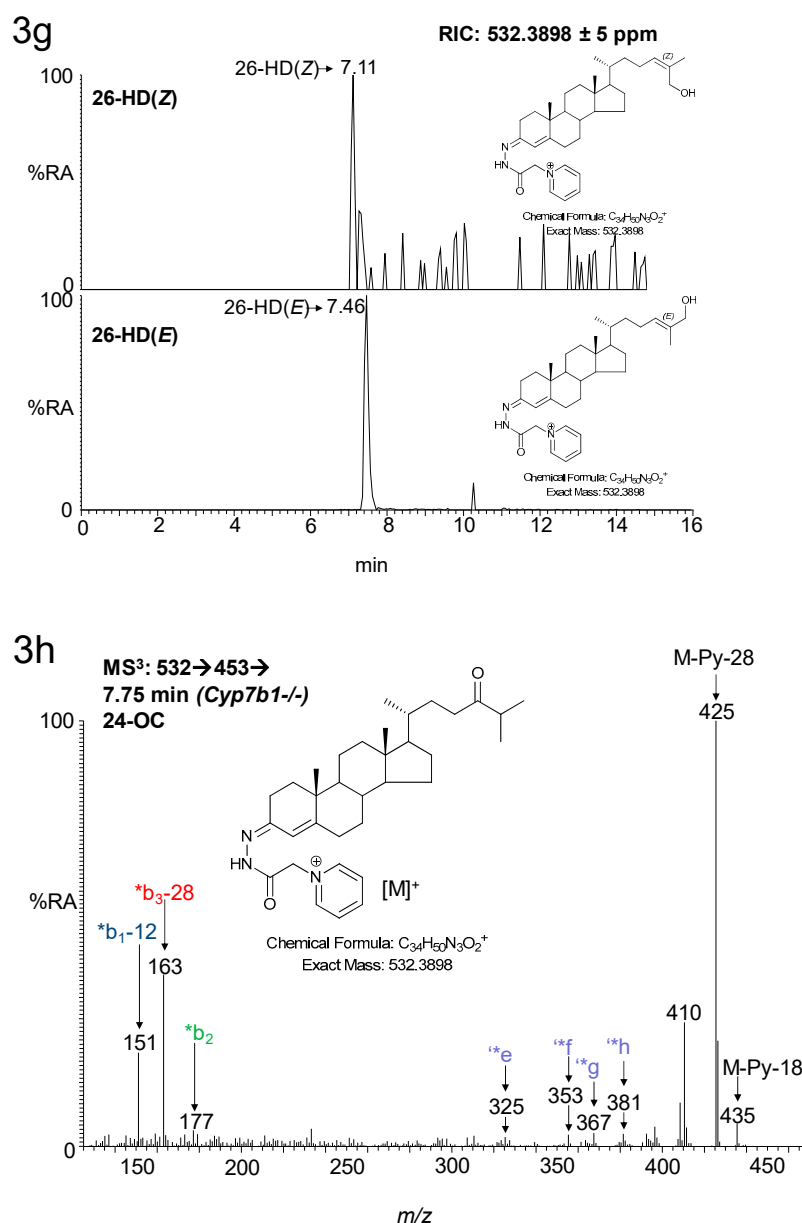 3g
RIC: 532.3898 ± 5 ppm
26-HD(Z)→ 7.11
100
26-HD(Z)
%RA
0
(Z)
OH
N
HN
O
N
+
Chemical Formula: C₃₄H₅₀N₃O₂⁺
Exact Mass: 532.3898
26-HD(E)→ 7.46
100
26-HD(E)
%RA
0
(E)
OH
N
HN
O
N
+
Chemical Formula: C₃₄H₅₀N₃O₂⁺
Exact Mass: 532.3898
0 2 4 6 8 10 12 14 16
min
3h
MS³: 532→453→
7.75 min (Cyp7b1-/-)
24-OC
O
N
HN
O
N
+
[M]⁺
Chemical Formula: C₃₄H₅₀N₃O₂⁺
Exact Mass: 532.3898
M-Py-28
425
100
%RA
0
*b₃-28
163
*b₁-12
151
*b₂
177
‘*e
325
‘*f
353
‘*g
367
‘*h
381
410
M-Py-18
435
150 200 250 300 350 400 450
m/z